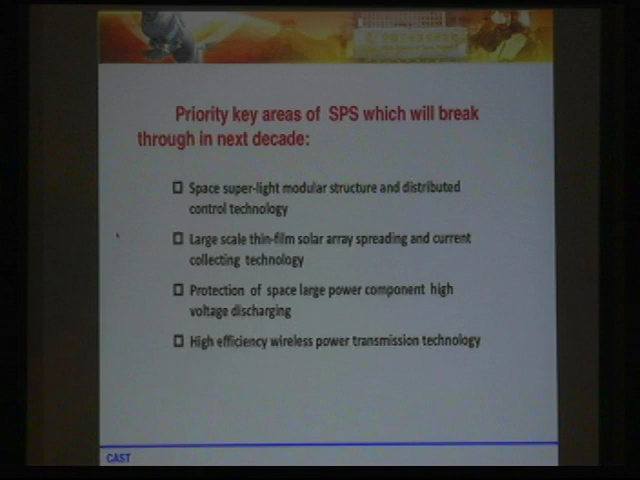 Priority key areas of SPS which will break
through in next decade:
Space super-light modular structure and distributed
control technology
Large scale thin-film solar array spreading and current
collecting technology
Protection of space large power component high
voltage discharging
High efficiency wireless power transmission technology
CAST